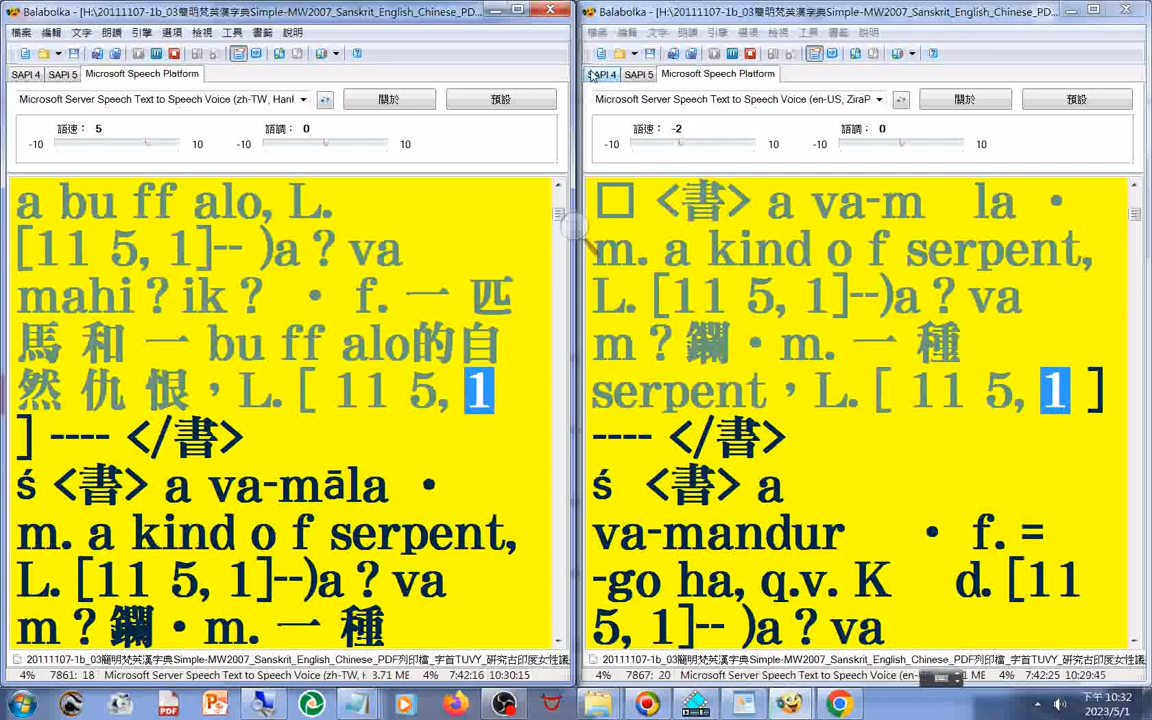 Balabolka - [H:\20111107-1b_03簡明梵英漢字典Simple-MW2007_Sanskrit_English_Chinese_PD...
檔案 編輯 文字 朗讀 引擎 選項 檢視 工具 書籤 說明
SAPI 4 SAPI 5 Microsoft Speech Platform
Microsoft Server Speech Text to Speech Voice (zh-TW, Hanl
關於
預設
語速： 5 語調： 0
-10 10 -10 10
a bu ff alo, L.
[11 5, 1]-- )a？va
mahi？ik？ • f. 一 匹
馬 和 一 bu ff alo的自
然 仇 恨，L. [ 11 5, 1
] ---- </書>
ś <書> a va-māla •
m. a kind o f serpent,
L. [11 5, 1]--)a？va
m？鑭•m. 一 種
20111107-1b_03簡明梵英漢字典Simple-MW2007_Sanskrit_English_Chinese_PDF列印檔_字首TUVY_研究古印度女性議
4% 7861: 18 Microsoft Server Speech Text to Speech Voice (zh-TW, H 3.71 ME 4% 7:42:16 10:30:15
Balabolka - [H:\20111107-1b_03簡明梵英漢字典Simple-MW2007_Sanskrit_English_Chinese_PD...
檔案 編輯 文字 朗讀 引擎 選項 檢視 工具 書籤 說明
SAPI 4 SAPI 5 Microsoft Speech Platform
Microsoft Server Speech Text to Speech Voice (en-US, ZiraP
關於
預設
語速： -2 語調： 0
-10 10 -10 10
□ <書> a va-m la •
m. a kind o f serpent,
L. [11 5, 1]--)a？va
m？鑭•m. 一 種
serpent，L. [ 11 5, 1 ]
---- </書>
ś <書> a
va-mandur • f. =
-go ha, q.v. K d. [11
5, 1]-- )a？va
20111107-1b_03簡明梵英漢字典Simple-MW2007_Sanskrit_English_Chinese_PDF列印檔_字首TUVY_研究古印度女性議
4% 7867: 20 Microsoft Server Speech Text to Speech Voice (en-U 1 ME 4% 7:42:25 10:29:45
下午 10:32
2023/5/1